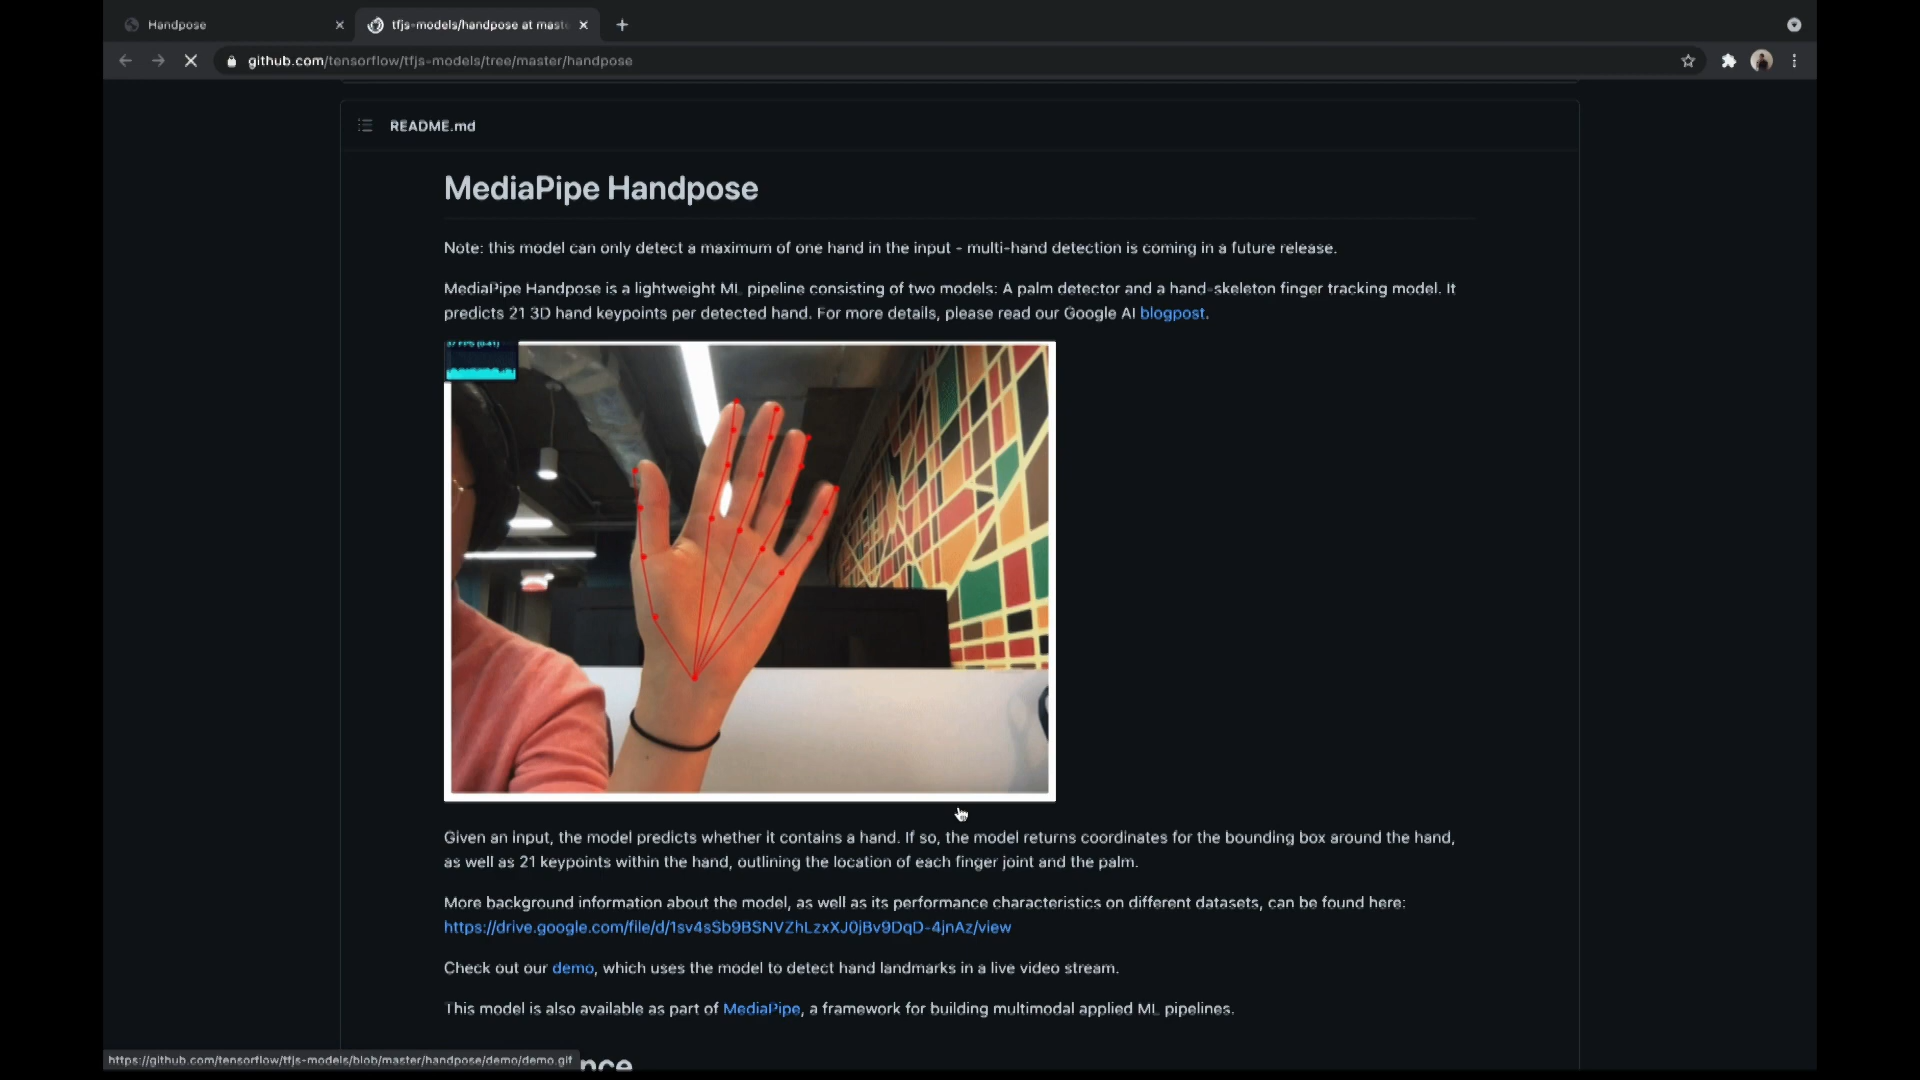 Handpose
tfjs-models/handpose at mast
github.com/tensorflow/tfjs-models/tree/master/handpose
README.md
MediaPipe Handpose
Note: this model can only detect a maximum of one hand in the input - multi-hand detection is coming in a future release.
MediaPipe Handpose is a lightweight ML pipeline consisting of two models: A palm detector and a hand-skeleton finger tracking model. It
predicts 21 3D hand keypoints per detected hand. For more details, please read our Google AI blogpost.
Given an input, the model predicts whether it contains a hand. If so, the model returns coordinates for the bounding box around the hand,
as well as 21 keypoints within the hand, outlining the location of each finger joint and the palm.
More background information about the model, as well as its performance characteristics on different datasets, can be found here:
https://drive.google.com/file/d/1sv4sSb9BSNVZhLzxXJ0jBv9DqD-4jnAz/view
Check out our demo, which uses the model to detect hand landmarks in a live video stream.
This model is also available as part of MediaPipe, a framework for building multimodal applied ML pipelines.
https://github.com/tensorflow/tfjs-models/blob/master/handpose/demo/demo.gif